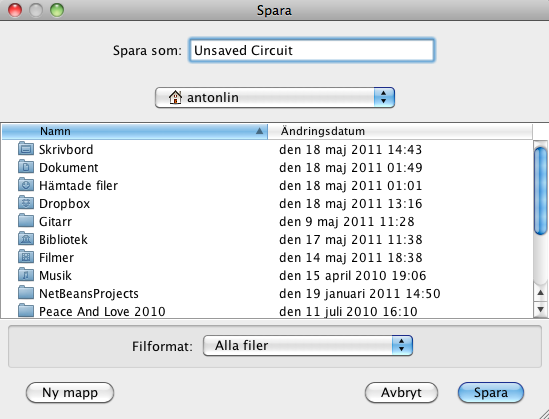 Spara
Spara som: Unsaved Circuit
antonlin
Namn Ändringsdatum
Skrivbord den 18 maj 2011 14:43
Dokument den 18 maj 2011 01:49
Hämtade filer den 18 maj 2011 01:01
Dropbox den 18 maj 2011 13:16
Gitarr den 9 maj 2011 11:28
Bibliotek den 17 maj 2011 11:38
Filmer den 14 maj 2011 18:38
Musik den 15 april 2010 19:06
NetBeansProjects den 19 januari 2011 14:50
Peace And Love 2010 den 11 juli 2010 16:10
Filformat: Alla filer
Ny mapp Avbryt Spara